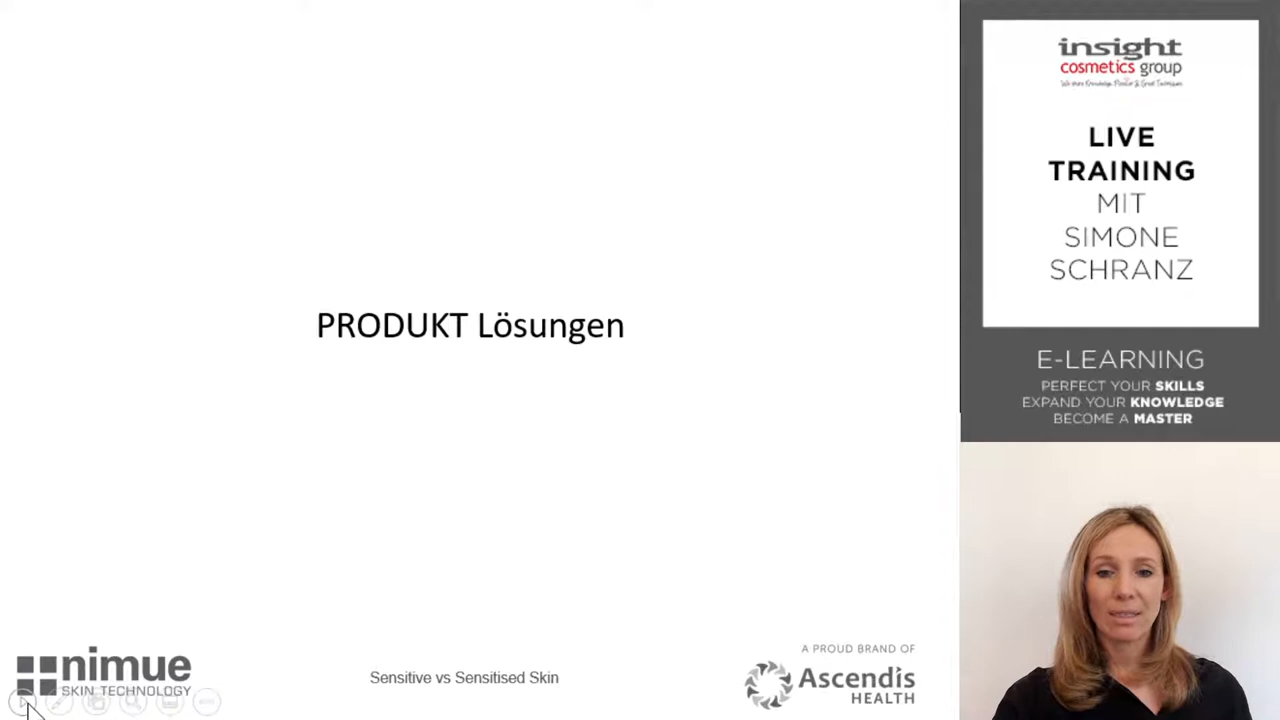 PRODUKT Lösungen
nimue
SKIN TECHNOLOGY
Sensitive vs Sensitised Skin
A PROUD BRAND OF
Ascendis
HEALTH
insight
cosmetics group
LIVE
TRAINING
MIT
SIMONE
SCHRANZ
E-LEARNING
PERFECT YOUR SKILLS
EXPAND YOUR KNOWLEDGE
BECOME A MASTER